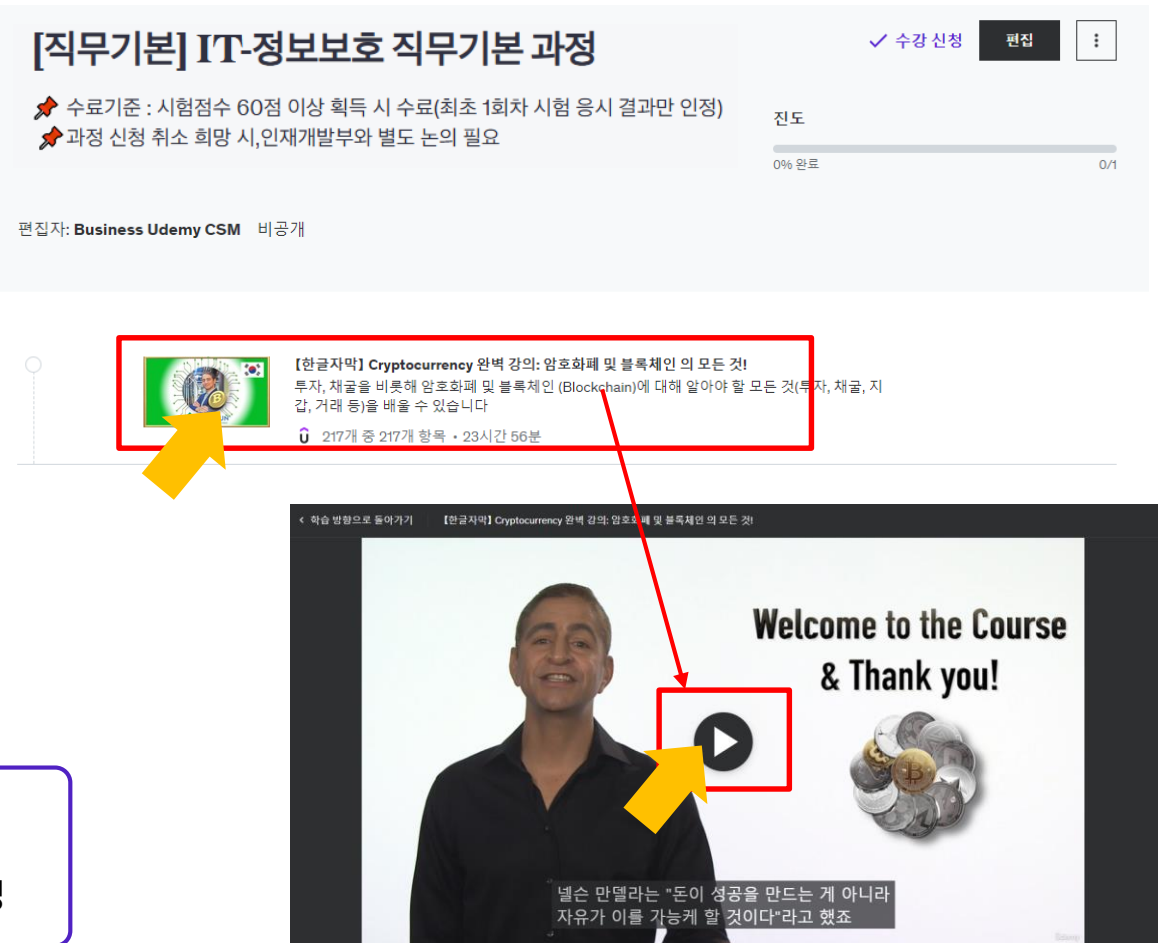 [직무기본] IT-정보보호 직무기본 과정
수강 신청
편집
📌 수료기준 : 시험점수 60점 이상 획득 시 수료(최초 1회차 시험 응시 결과만 인정)
📌 과정 신청 취소 희망 시,인재개발부와 별도 논의 필요
진도
0% 완료
0/1
편집자: Business Udemy CSM 비공개
【한글자막】 Cryptocurrency 완벽 강의: 암호화폐 및 블록체인 의 모든 것!
투자, 채굴을 비롯해 암호화폐 및 블록체인 (Blockchain)에 대해 알아야 할 모든 것(투자, 채굴, 지
갑, 거래 등)을 배울 수 있습니다
217개 중 217개 항목 • 23시간 56분
< 학습 방향으로 돌아가기
【한글자막】 Cryptocurrency 완벽 강의: 암호화폐 및 블록체인 의 모든 것!
Welcome to the Course
& Thank you!
넬슨 만델라는 "돈이 성공을 만드는 게 아니라
자유가 이를 가능케 할 것이다"라고 했죠